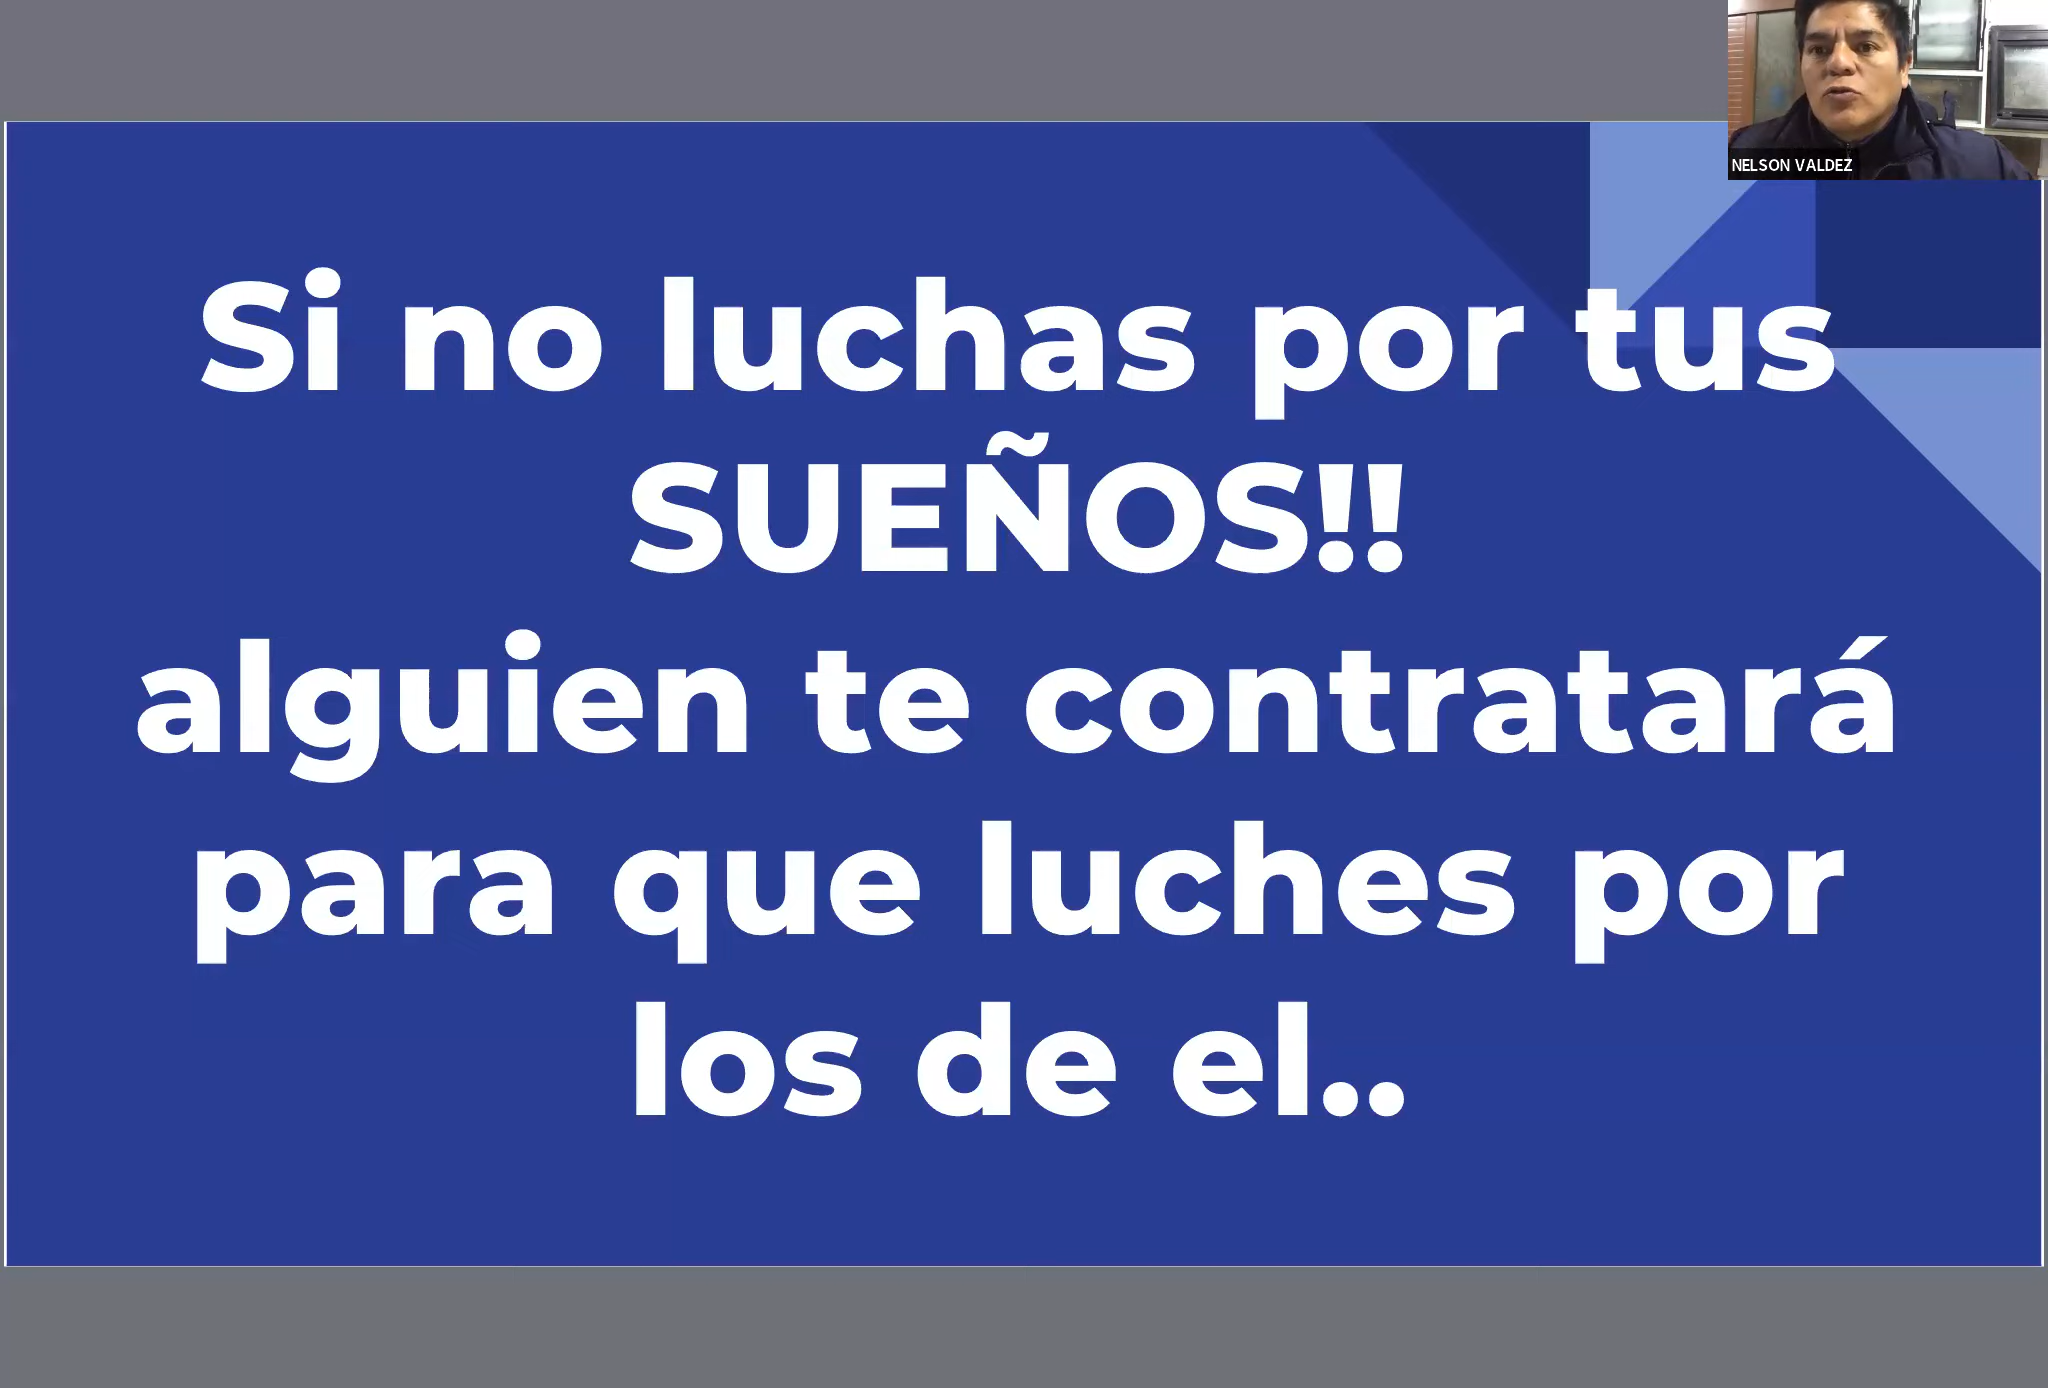 NELSON VALDEZ
Si no luchas por tus
SUEÑOS!!
alguien te contratará
para que luches por
los de el..